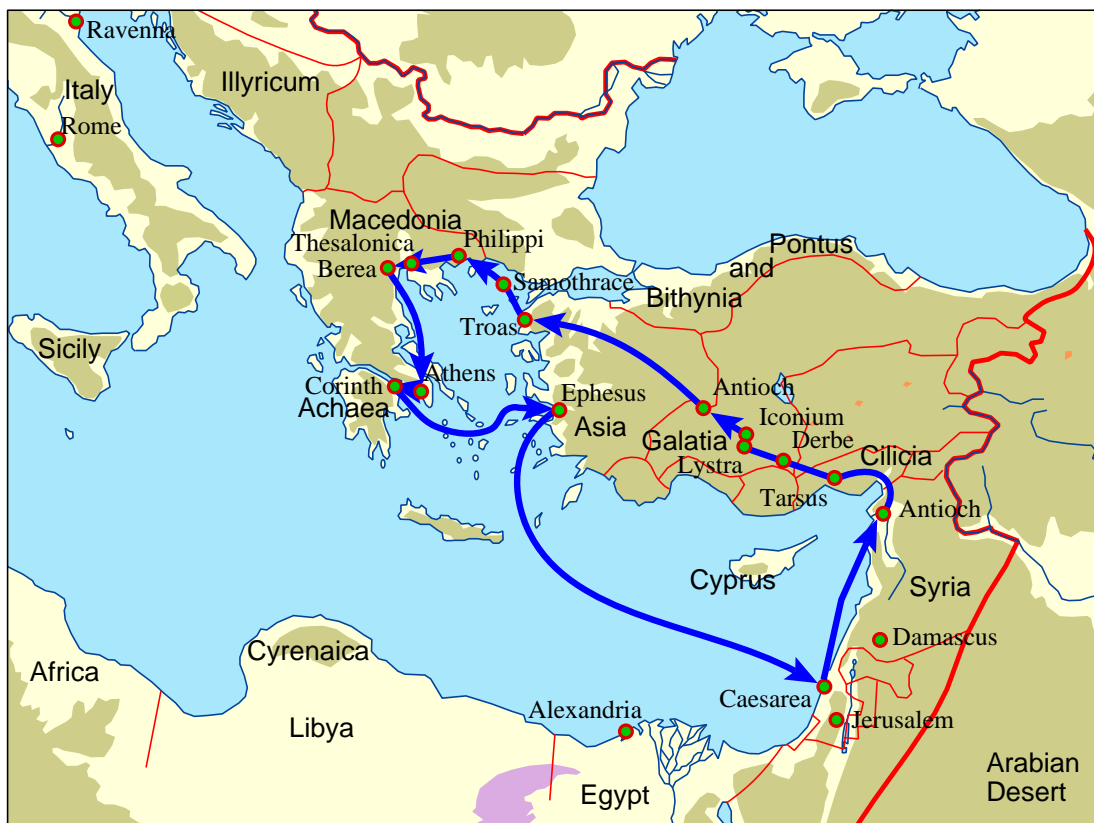 Ravenna
Illyricum
Italy
Rome
Macedonia
Thesalonica
Philippi
Berea
Pontus
and
Samothrace
Bithynia
Troas
Sicily
Athens
Corinth
Achaea
Ephesus
Antioch
Asia
Iconium
Galatia
Derbe
Lystra
Cilicia
Tarsus
Antioch
Cyprus
Syria
Damascus
Cyrenaica
Africa
Caesarea
Alexandria
Jerusalem
Libya
Arabian
Desert
Egypt